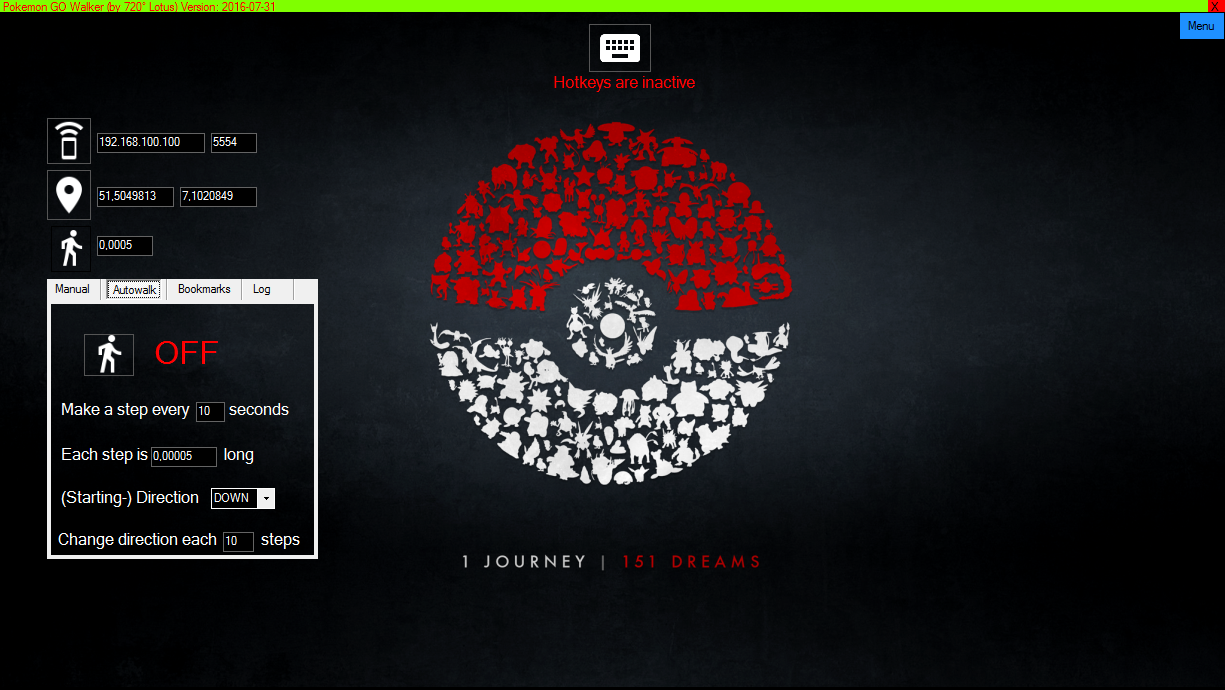 Pokemon GO Walker (by 720° Lotus) Version: 2016-07-31
X
Menu
Hotkeys are inactive
192.168.100.100 5554
51,5049813 7,1020849
0,0005
Manual Autowalk Bookmarks Log
OFF
Make a step every 10 seconds
Each step is 0,00005 long
(Starting-) Direction DOWN
Change direction each 10 steps
1 JOURNEY | 151 DREAMS